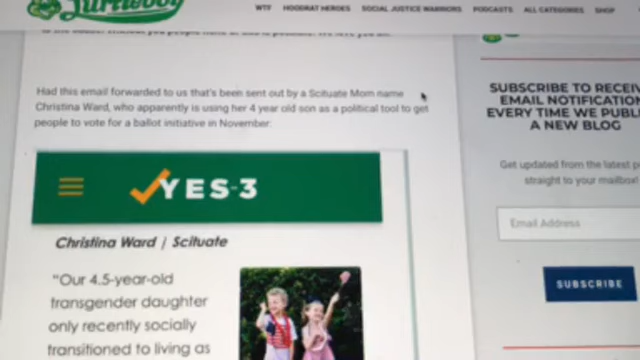 Turtleboy
WTF HOODRAT HEROES SOCIAL JUSTICE WARRIORS PODCASTS ALL CATEGORIES SHOP
Had this email forwarded to us that's been sent out by a Scituate Mom name
Christina Ward, who apparently is using her 4 year old son as a political tool to get
people to vote for a ballot initiative in November:
YES 3
Christina Ward | Scituate
“Our 4.5-year-old
transgender daughter
only recently socially
transitioned to living as
SUBSCRIBE TO RECEIV
EMAIL NOTIFICATION
EVERY TIME WE PUBL
A NEW BLOG
Get updated from the latest p
straight to your mailbox!
Email Address
SUBSCRIBE